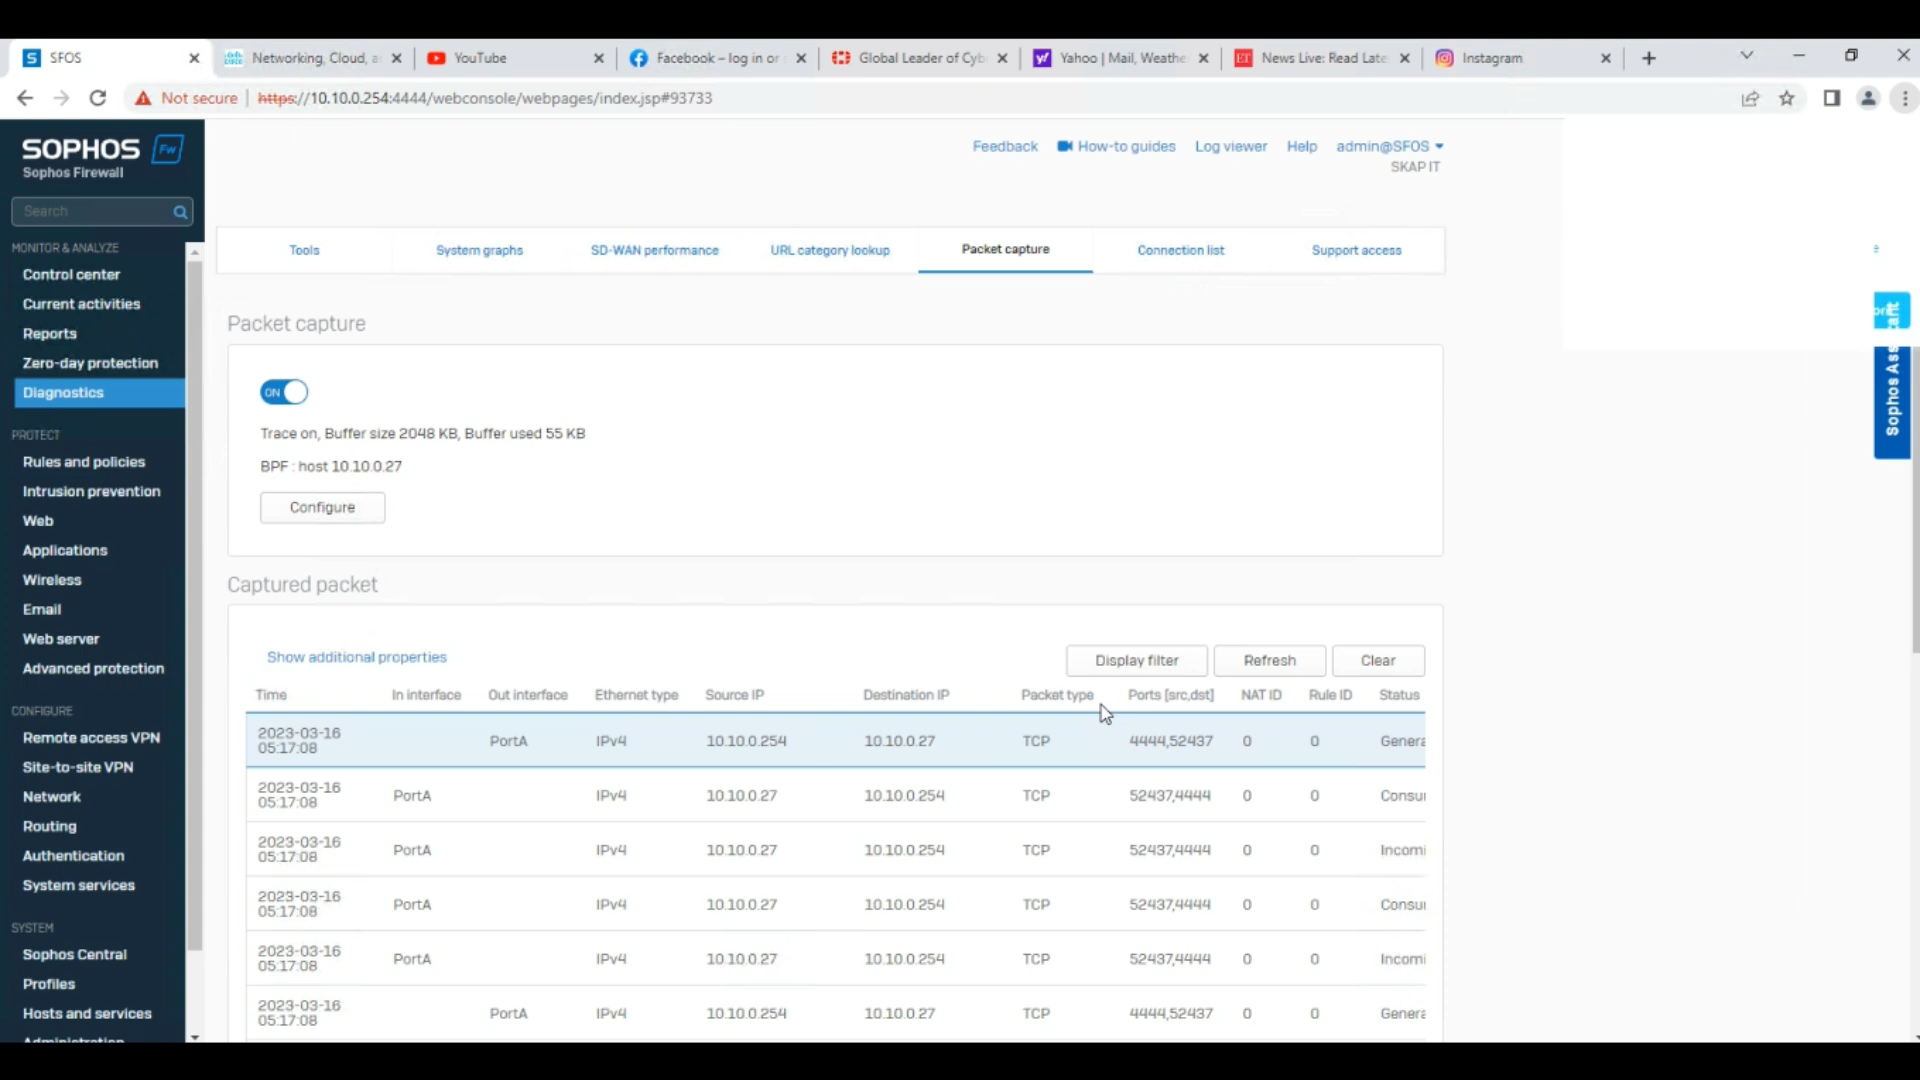 SFOS
Networking, Cloud, a
YouTube
Facebook – log in or
Global Leader of Cyb
Yahoo | Mail, Weathe
News Live: Read Late
Instagram
Not secure
https://10.10.0.254:4444/webconsole/webpages/index.jsp#93733
SOPHOS Fw
Sophos Firewall
Feedback
How-to guides
Log viewer
Help
admin@SFOS
SKAP IT
Search
MONITOR & ANALYZE
Control center
Current activities
Reports
Zero-day protection
Diagnostics
PROTECT
Rules and policies
Intrusion prevention
Web
Applications
Wireless
Email
Web server
Advanced protection
CONFIGURE
Remote access VPN
Site-to-site VPN
Network
Routing
Authentication
System services
SYSTEM
Sophos Central
Profiles
Hosts and services
Administration
Tools
System graphs
SD-WAN performance
URL category lookup
Packet capture
Connection list
Support access
Packet capture
ON
Trace on, Buffer size 2048 KB, Buffer used 55 KB
BPF : host 10.10.0.27
Configure
Captured packet
Show additional properties
Display filter
Refresh
Clear
Time In interface Out interface Ethernet type Source IP Destination IP Packet type Ports [src,dst] NAT ID Rule ID Status
2023-03-16
05:17:08 PortA IPv4 10.10.0.254 10.10.0.27 TCP 4444,52437 0 0 Genera
2023-03-16
05:17:08 PortA IPv4 10.10.0.27 10.10.0.254 TCP 52437,4444 0 0 Consu
2023-03-16
05:17:08 PortA IPv4 10.10.0.27 10.10.0.254 TCP 52437,4444 0 0 Incomi
2023-03-16
05:17:08 PortA IPv4 10.10.0.27 10.10.0.254 TCP 52437,4444 0 0 Consu
2023-03-16
05:17:08 PortA IPv4 10.10.0.27 10.10.0.254 TCP 52437,4444 0 0 Incomi
2023-03-16
05:17:08 PortA IPv4 10.10.0.254 10.10.0.27 TCP 4444,52437 0 0 Genera